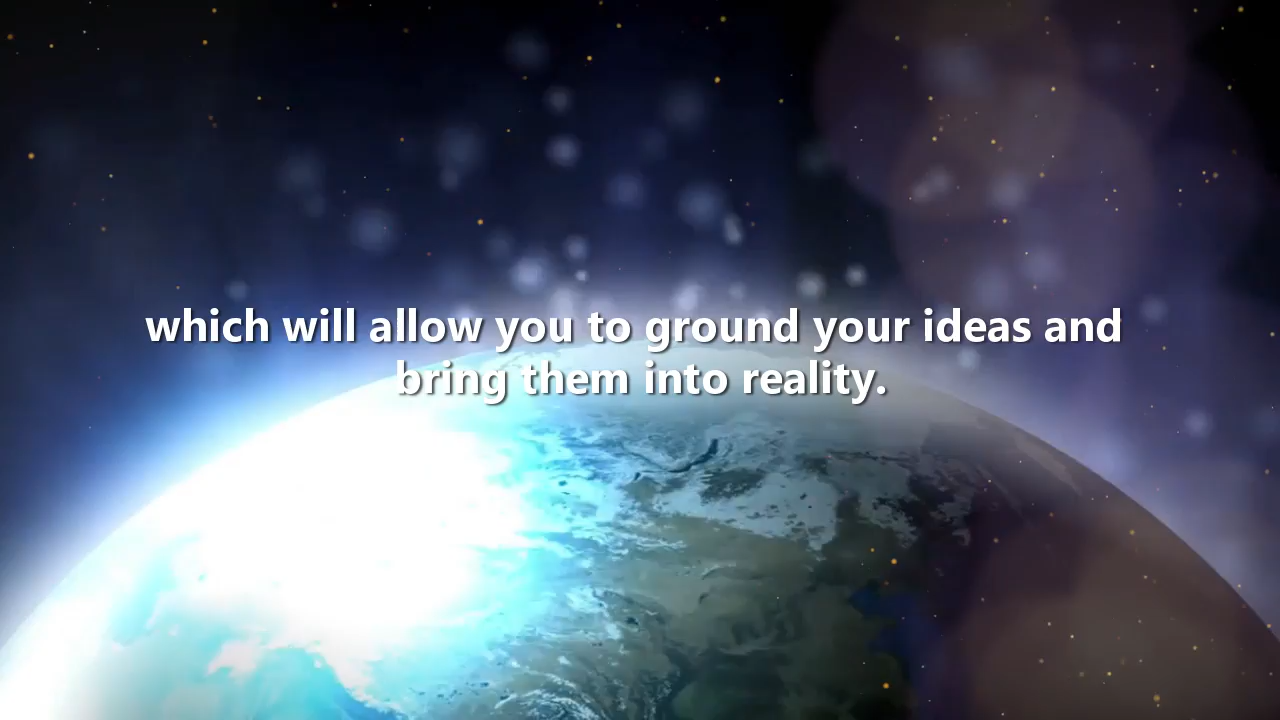 which will allow you to ground your ideas and
bring them into reality.